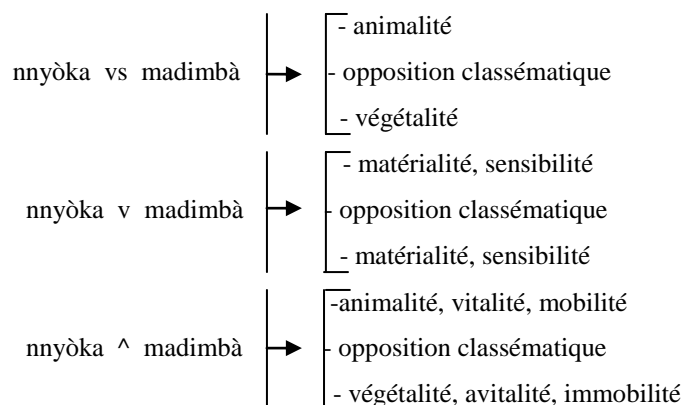 - animalité
nnyòka vs madimbà - opposition classématique
- végétalité
- matérialité, sensibilité
nnyòka v madimbà - opposition classématique
- matérialité, sensibilité
-animalité, vitalité, mobilité
nnyòka ^ madimbà - opposition classématique
- végétalité, avitalité, immobilité